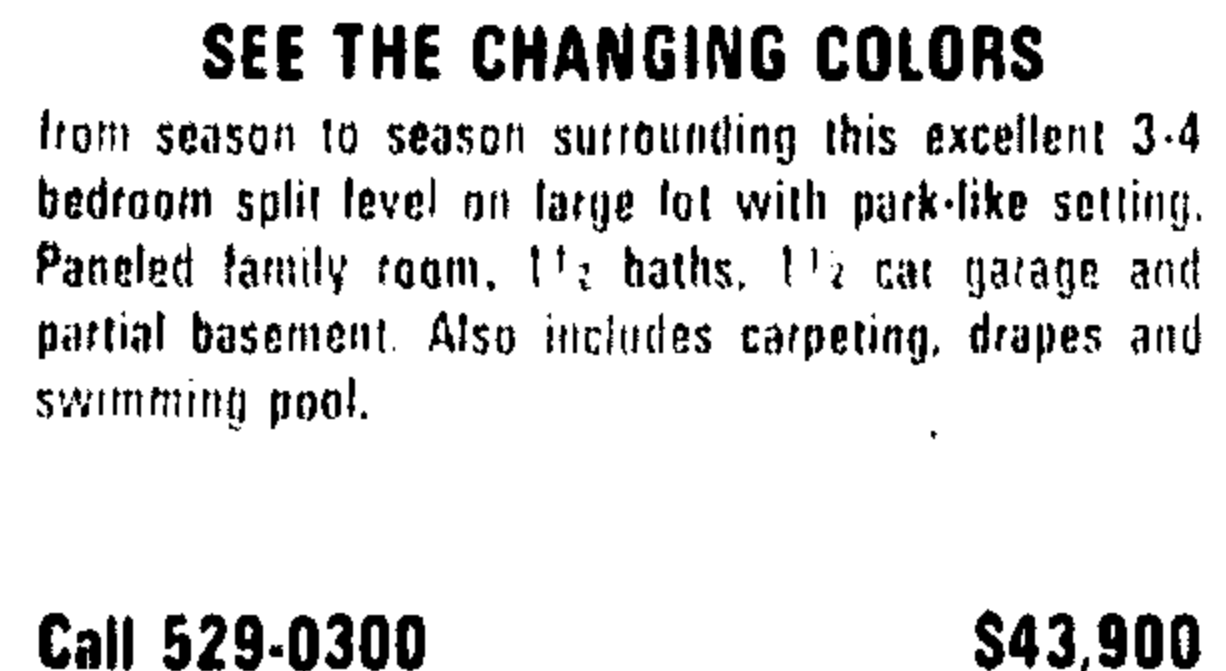 SEE THE CHANGING COLORS
from season to season surrounding this excellent 3-4
bedroom split level on large lot with park-like setting.
Paneled family room, 1½ baths, 1½ car garage and
partial basement. Also includes carpeting, drapes and
swimming pool.
Call 529-0300
$43,900